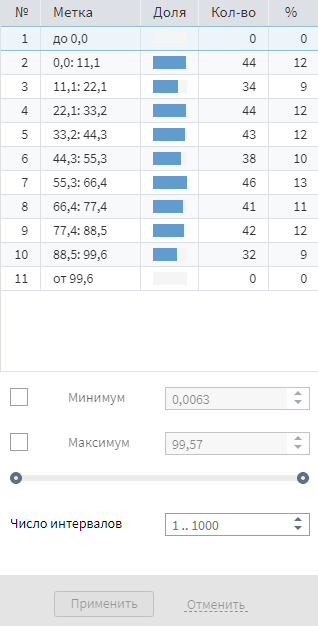 № Метка Доля Кол-во %
1 до 0,0 0 0
2 0,0: 11,1 44 12
3 11,1: 22,1 34 9
4 22,1: 33,2 44 12
5 33,2: 44,3 43 12
6 44,3: 55,3 38 10
7 55,3: 66,4 46 13
8 66,4: 77,4 41 11
9 77,4: 88,5 42 12
10 88,5: 99,6 32 9
11 от 99,6 0 0
Минимум 0,0063
Максимум 99,57
Число интервалов 1 .. 1000
Применить Отменить